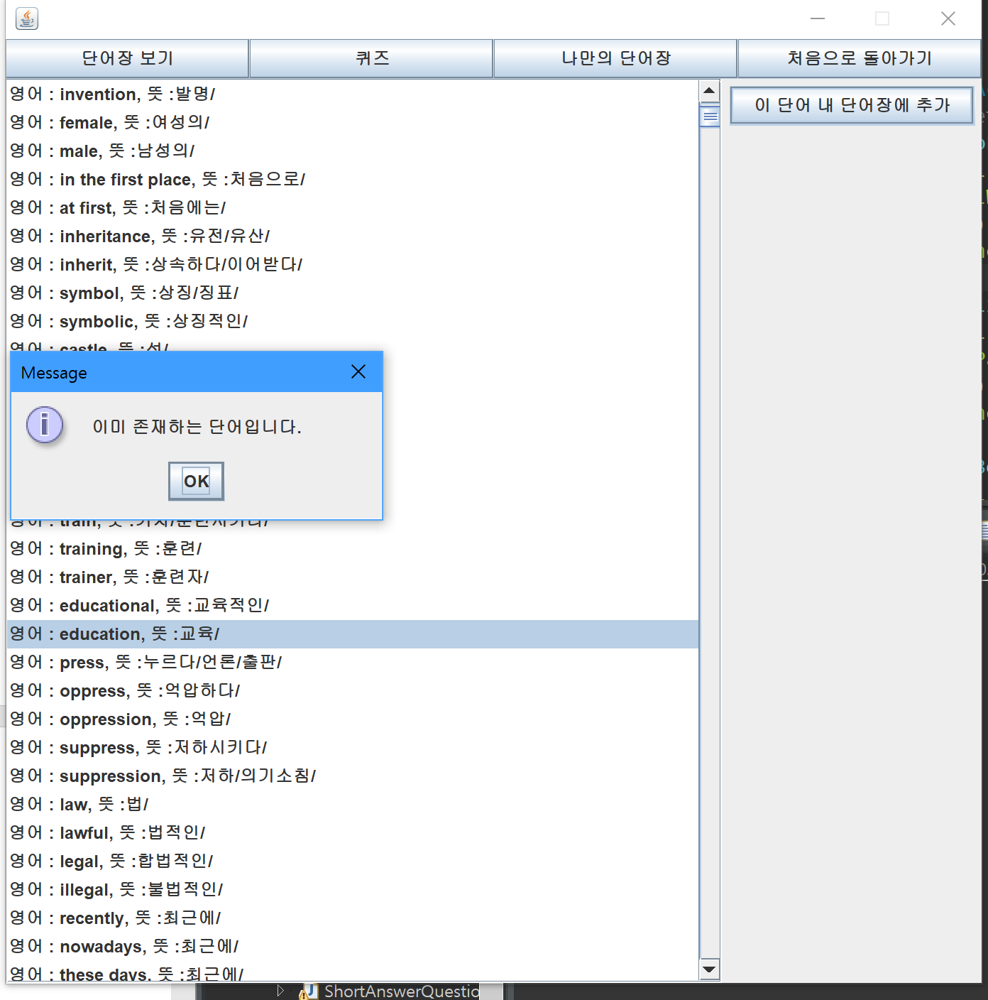 단어장 보기
퀴즈
나만의 단어장
처음으로 돌아가기
영어 : invention, 뜻 :발명/
영어 : female, 뜻 :여성의/
영어 : male, 뜻 :남성의/
영어 : in the first place, 뜻 :처음으로/
영어 : at first, 뜻 :처음에는/
영어 : inheritance, 뜻 :유전/유산/
영어 : inherit, 뜻 :상속하다/이어받다/
영어 : symbol, 뜻 :상징/징표/
영어 : symbolic, 뜻 :상징적인/
영어 : castle, 뜻 :성/
이 단어 내 단어장에 추가
Message
이미 존재하는 단어입니다.
OK
영어 : train, 뜻 :기차/훈련시키다/
영어 : training, 뜻 :훈련/
영어 : trainer, 뜻 :훈련자/
영어 : educational, 뜻 :교육적인/
영어 : education, 뜻 :교육/
영어 : press, 뜻 :누르다/언론/출판/
영어 : oppress, 뜻 :억압하다/
영어 : oppression, 뜻 :억압/
영어 : suppress, 뜻 :저하시키다/
영어 : suppression, 뜻 :저하/의기소침/
영어 : law, 뜻 :법/
영어 : lawful, 뜻 :법적인/
영어 : legal, 뜻 :합법적인/
영어 : illegal, 뜻 :불법적인/
영어 : recently, 뜻 :최근에/
영어 : nowadays, 뜻 :최근에/
영어 : these days, 뜻 :최근에/
ShortAnswerQuestio